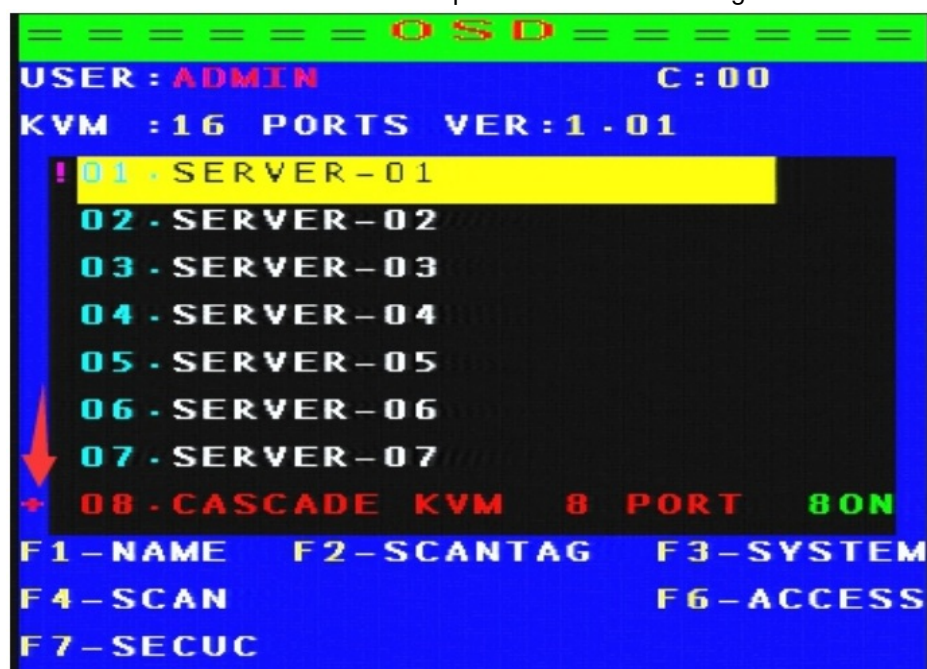 = = = = = = OSD = = = = = =
USER:ADMIN C:00
KVM :16 PORTS VER:1.01
! 01.SERVER-01
02.SERVER-02
03.SERVER-03
04.SERVER-04
05.SERVER-05
06.SERVER-06
07.SERVER-07
+ 08.CASCADE KVM 8 PORT 8ON
F1-NAME F2-SCANTAG F3-SYSTEM
F4-SCAN F6-ACCESS
F7-SECUC